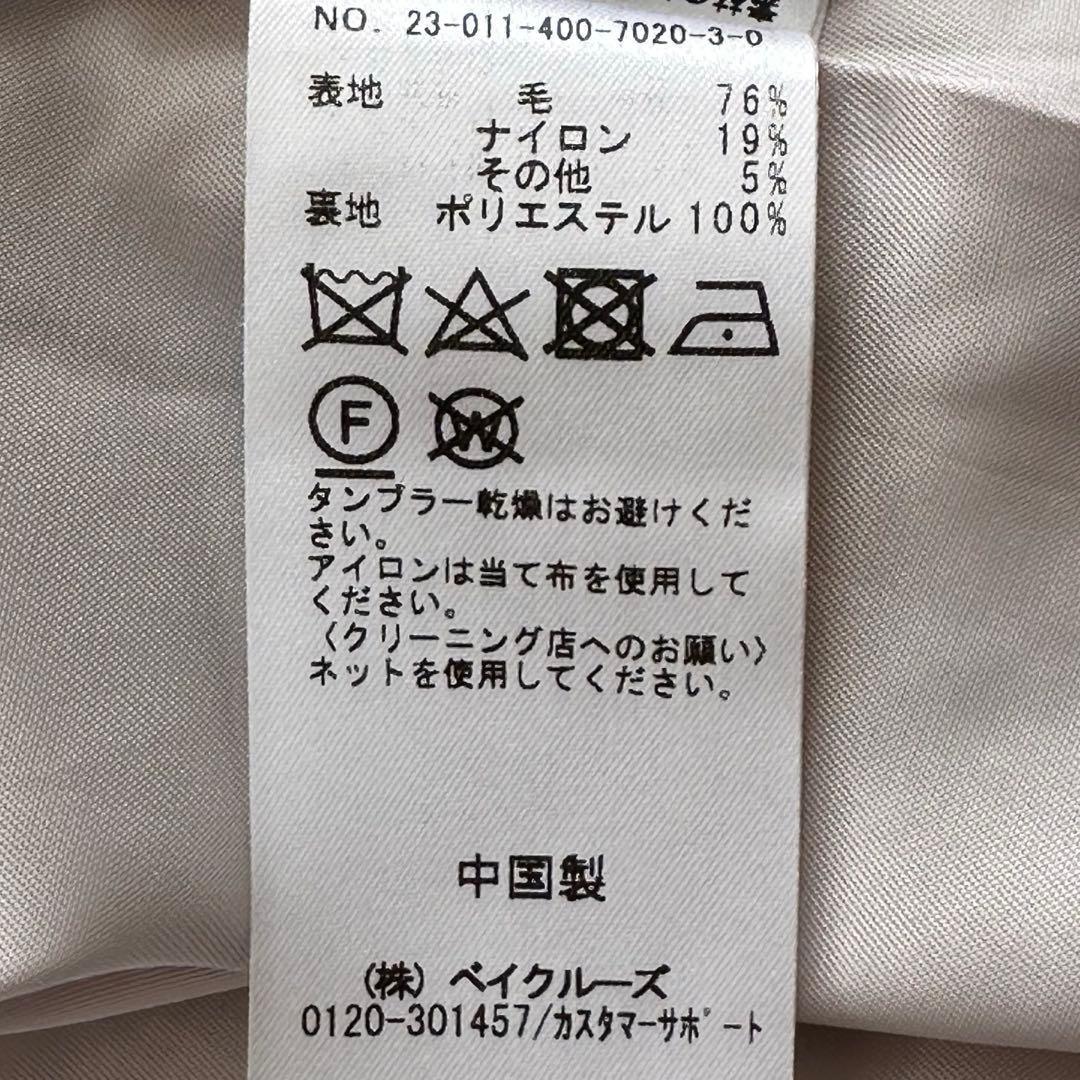 NO. 23-011-400-7020-3-0
表地 毛 76%
ナイロン 19%
その他 5%
裏地 ポリエステル 100%
F
W
タンブラー乾燥はお避けくだ
さい。
アイロンは当て布を使用して
ください。
〈クリーニング店へのお願い〉
ネットを使用してください。
中国製
(株) ベイクルーズ
0120-301457/カスタマーサポート